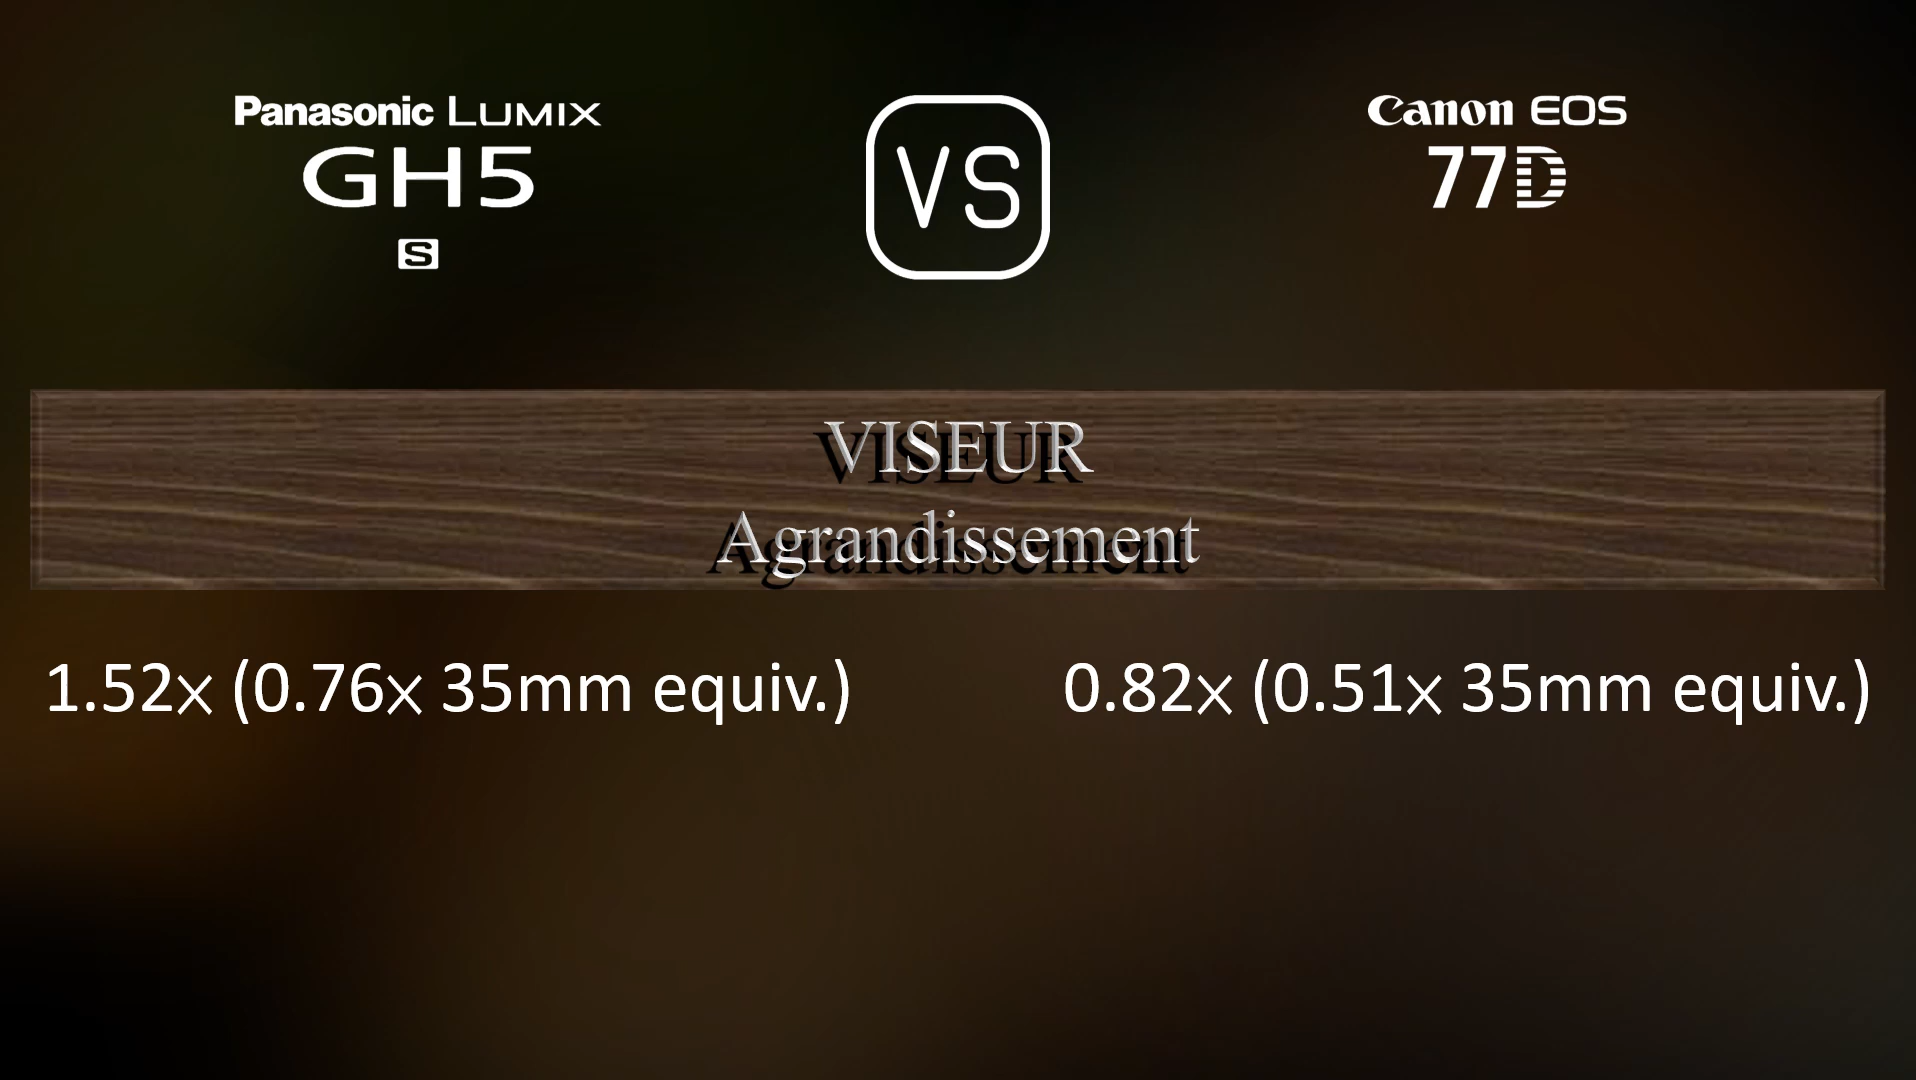 Panasonic LUMIX
GH5
S
VS
Canon EOS
77D
VISEUR
Agrandissement
1.52x (0.76x 35mm equiv.)
0.82x (0.51x 35mm equiv.)